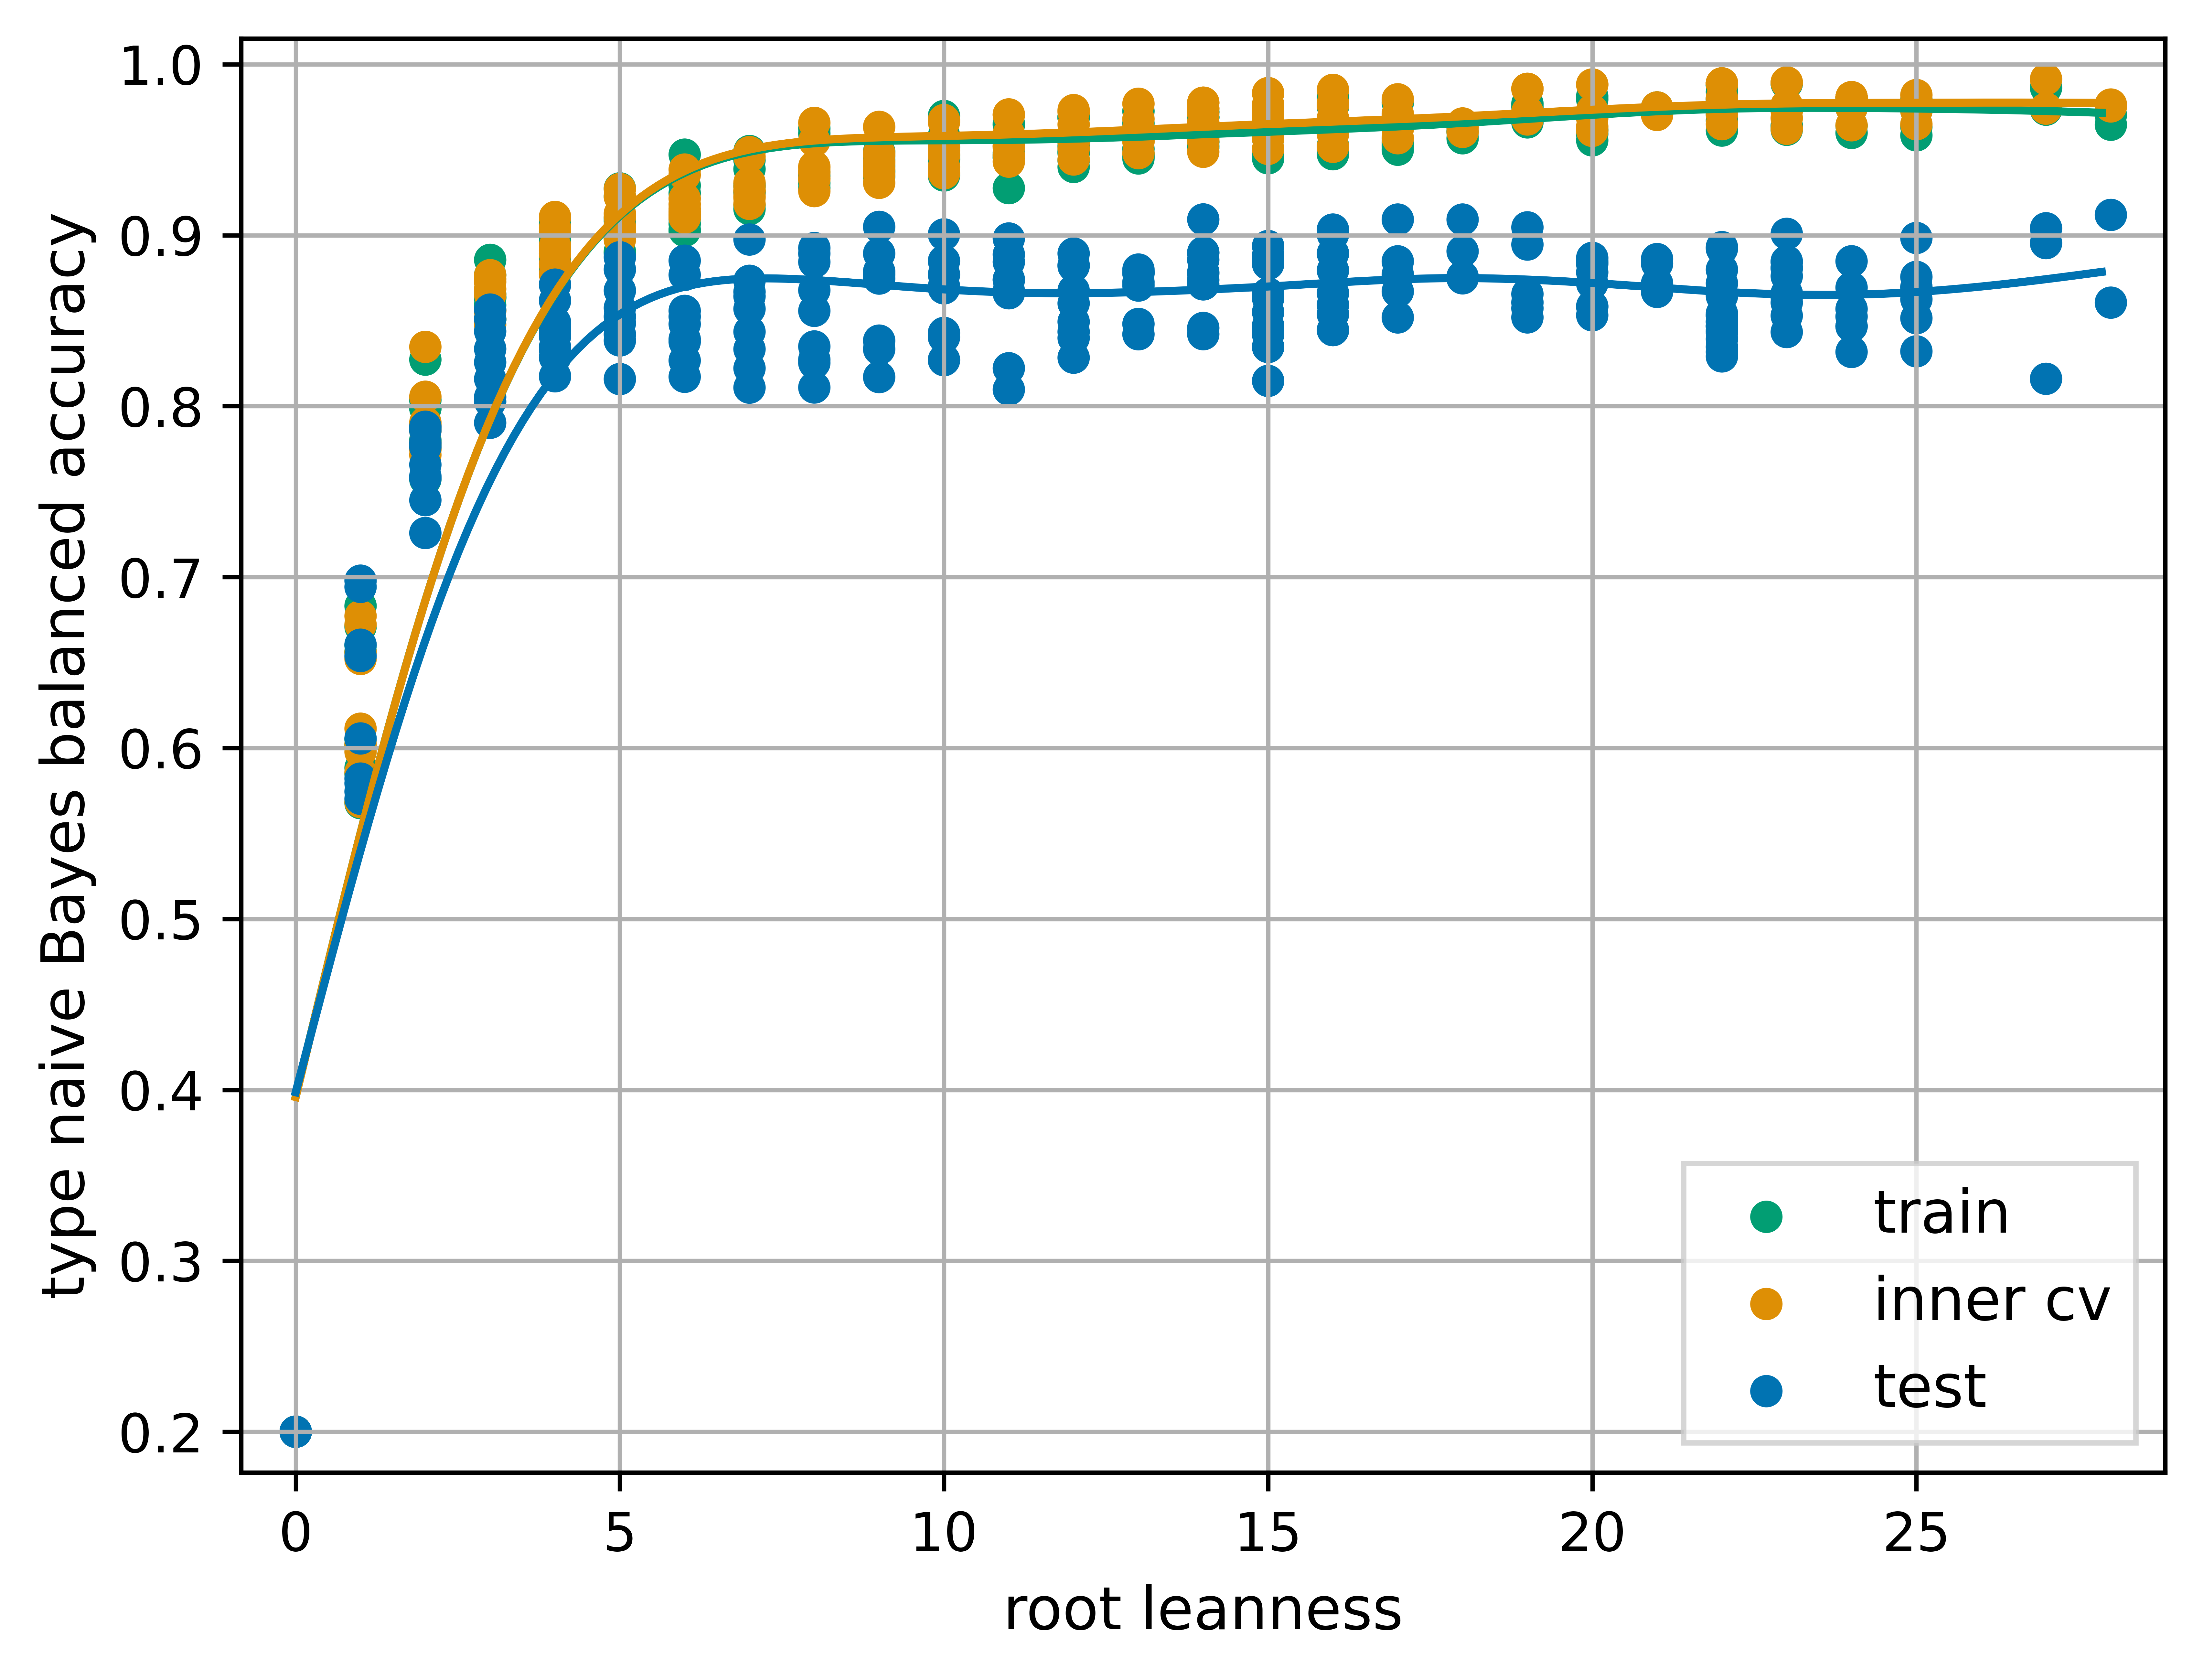 type naive Bayes balanced accuracy
1.0
0.9
0.8
0.7
0.6
0.5
0.4
0.3
0.2
train
inner cv
test
0 5 10 15 20 25
root leanness